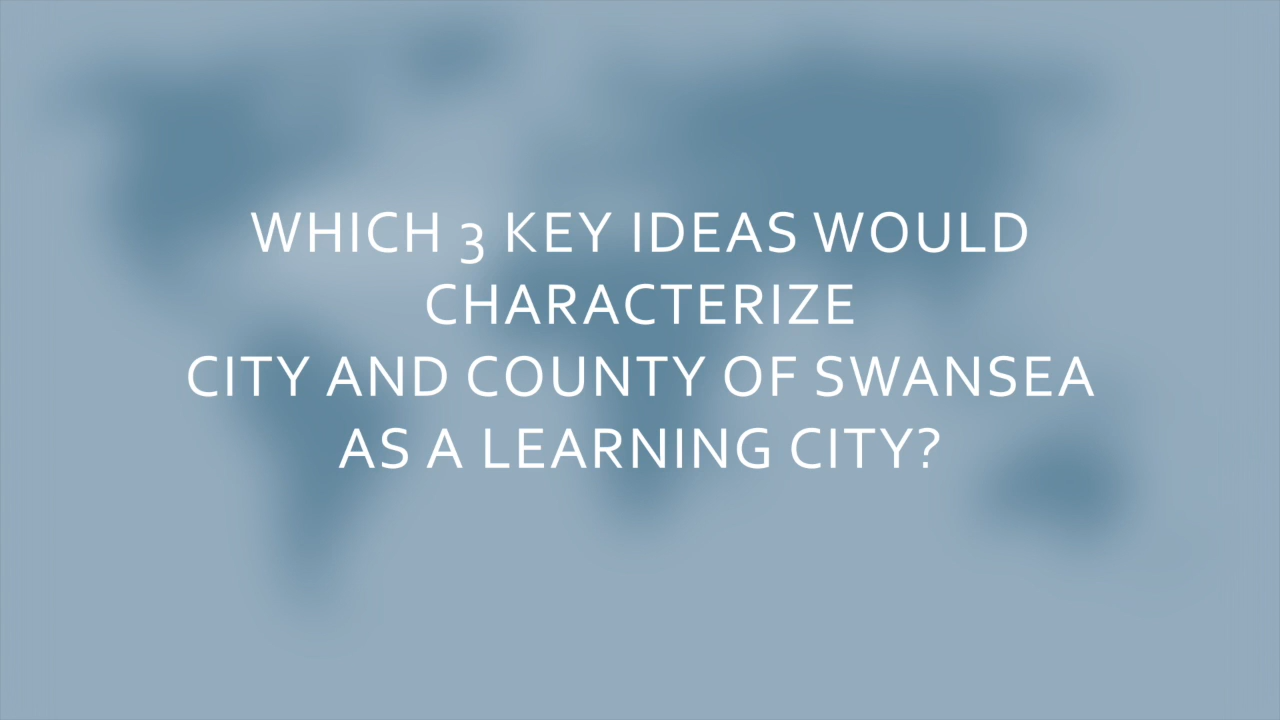 WHICH 3 KEY IDEAS WOULD
CHARACTERIZE
CITY AND COUNTY OF SWANSEA
AS A LEARNING CITY?